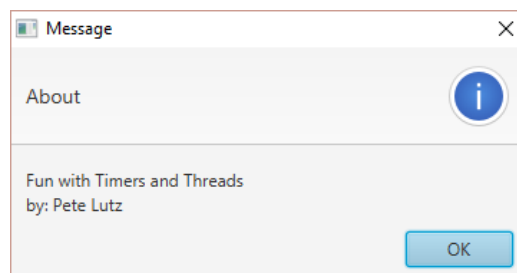 Message
About
Fun with Timers and Threads
by: Pete Lutz
OK